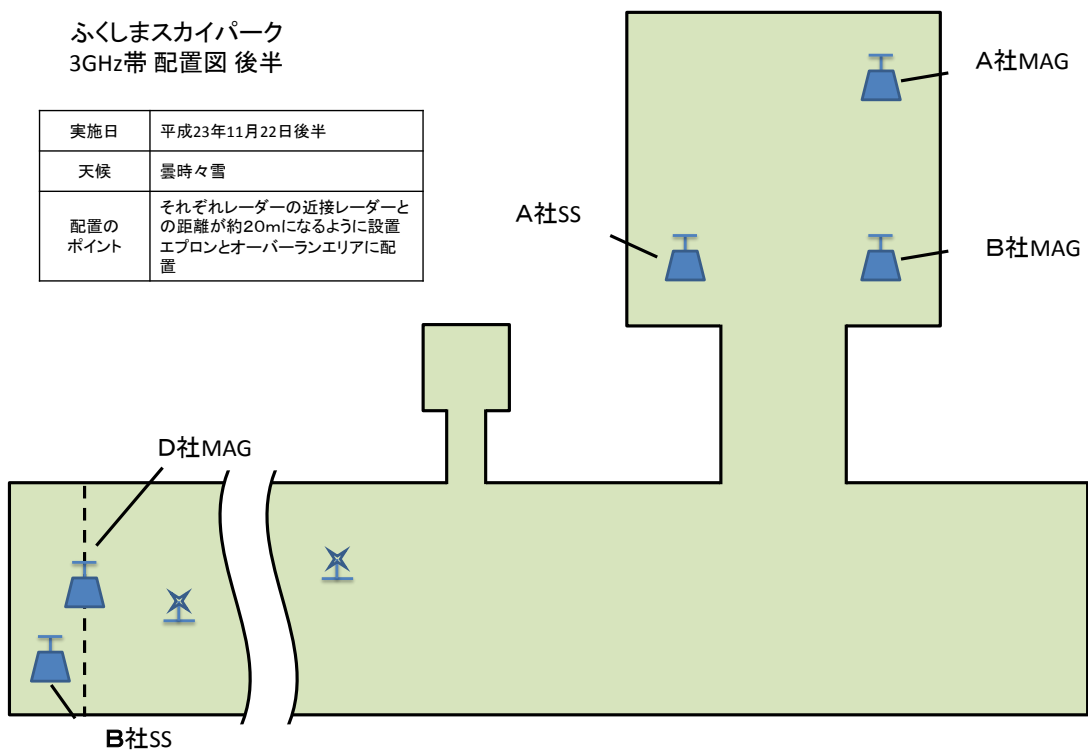 ふくしまスカイパーク
3GHz帯 配置図 後半
実施日
平成23年11月22日後半
天候
曇時々雪
配置の
ポイント
それぞれレーダーの近接レーダーと
の距離が約20mになるように設置
エプロンとオーバーランエリアに配
置
A社MAG
A社SS
B社MAG
D社MAG
B社SS